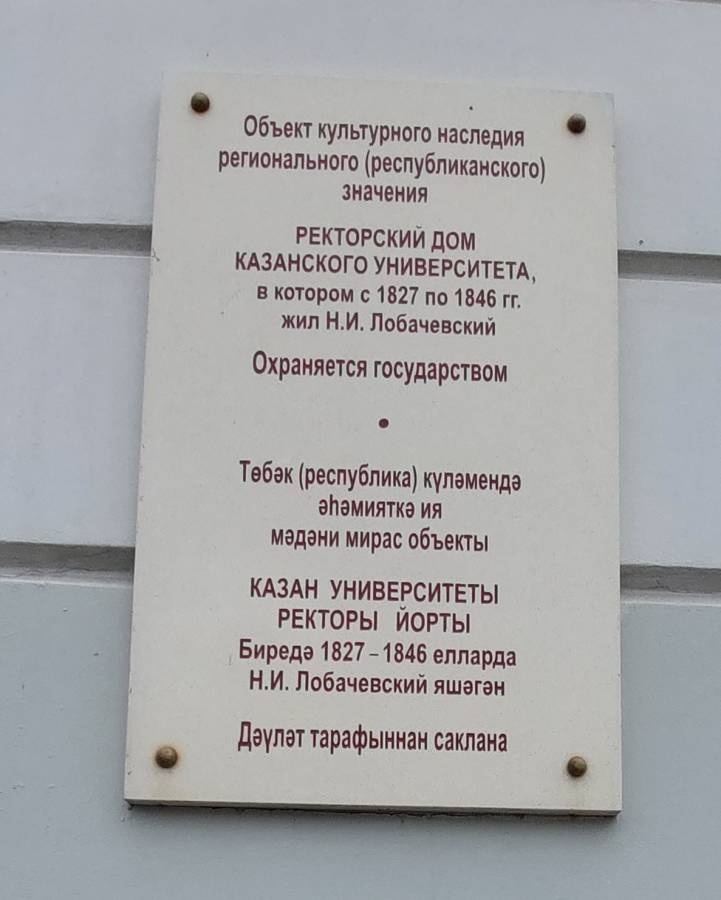 Объект культурного наследия
регионального (республиканского)
значения
РЕКТОРСКИЙ ДОМ
КАЗАНСКОГО УНИВЕРСИТЕТА,
в котором с 1827 по 1846 гг.
жил Н.И. Лобачевский
Охраняется государством
•
Төбәк (республика) күләмендә
әһәмияткә ия
мәдәни мирас объекты
КАЗАН УНИВЕРСИТЕТЫ
РЕКТОРЫ ЙОРТЫ
Биредә 1827 – 1846 елларда
Н.И. Лобачевский яшәгән
Дәүләт тарафыннан саклана